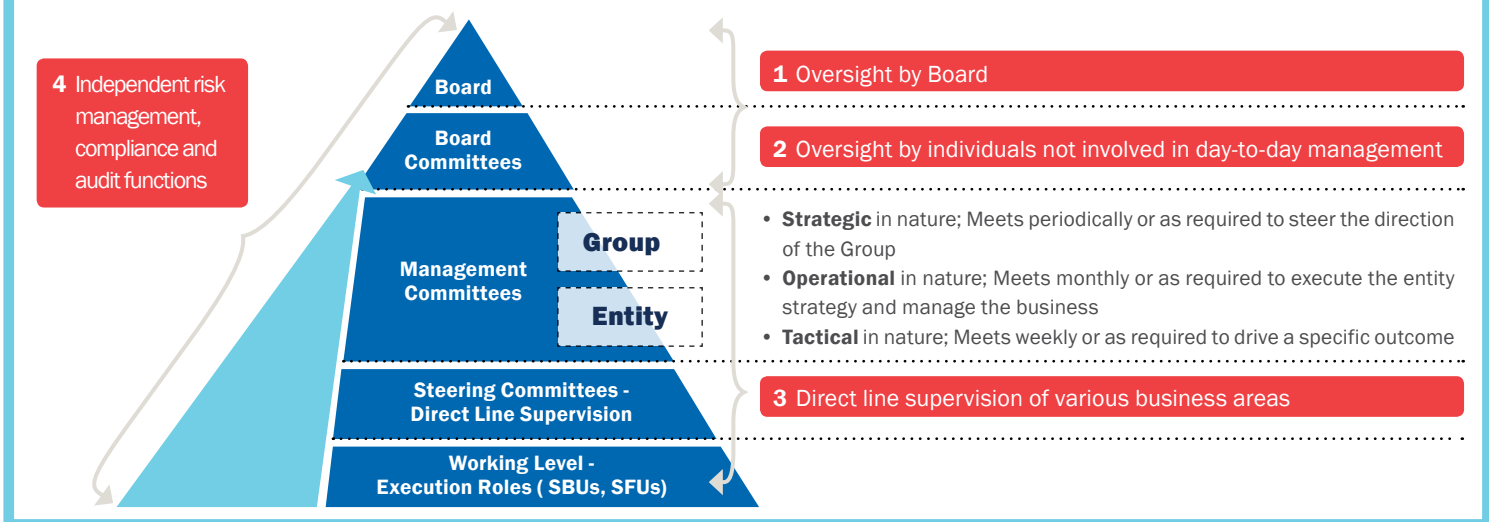 4 Independent risk
management,
compliance and
audit functions
Board
Board
Committees
Management
Committees
Group
Entity
Steering Committees -
Direct Line Supervision
Working Level -
Execution Roles ( SBUs, SFUs)
1 Oversight by Board
2 Oversight by individuals not involved in day-to-day management
• Strategic in nature; Meets periodically or as required to steer the direction
of the Group
• Operational in nature; Meets monthly or as required to execute the entity
strategy and manage the business
• Tactical in nature; Meets weekly or as required to drive a specific outcome
3 Direct line supervision of various business areas